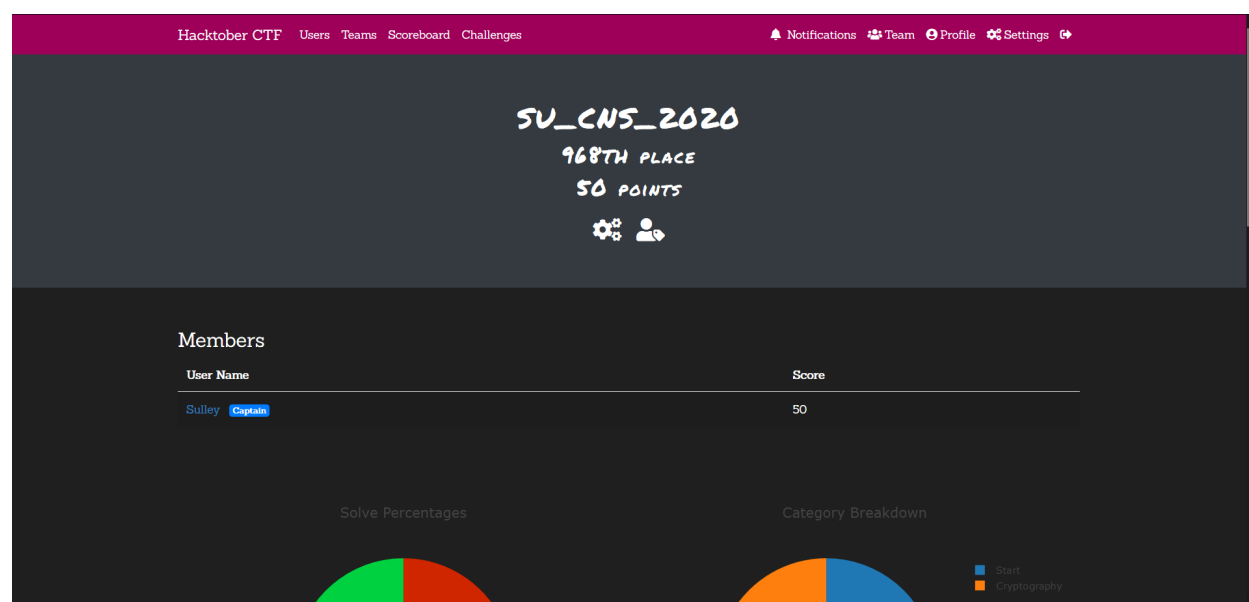 Hacktober CTF Users Teams Scoreboard Challenges Notifications Team Profile Settings
SU_CNS_2020
968TH PLACE
50 POINTS
Members
User Name Score
Sulley Captain 50
Solve Percentages Category Breakdown
Start
Cryptography